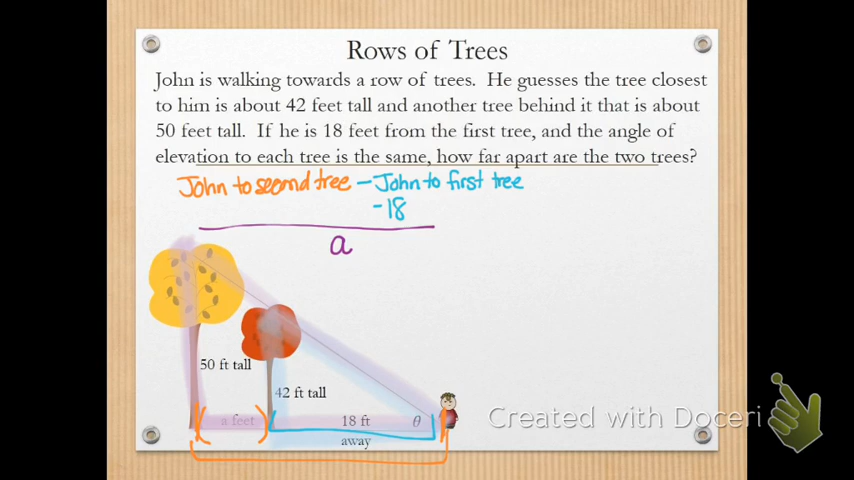 Rows of Trees
John is walking towards a row of trees. He guesses the tree closest
to him is about 42 feet tall and another tree behind it that is about
50 feet tall. If he is 18 feet from the first tree, and the angle of
elevation to each tree is the same, how far apart are the two trees?
John to second tree - John to first tree
-18
a
50 ft tall
42 ft tall
a feet
18 ft
θ
away
Created with Doceri